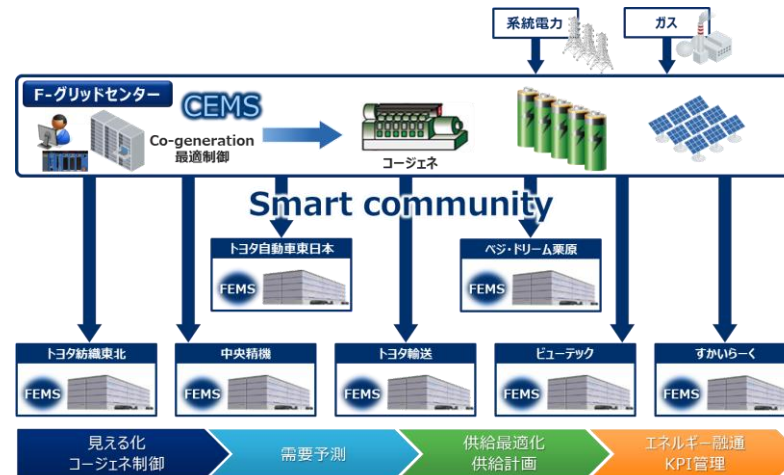 系統電力
ガス
F-グリッドセンター
CEMS
Co-generation
最適制御
コージェネ
Smart community
トヨタ自動車東日本
FEMS
ベジ・ドリーム栗原
FEMS
トヨタ紡織東北
FEMS
中央精機
FEMS
トヨタ輸送
FEMS
ビューテック
FEMS
すかいらーく
FEMS
見える化
コージェネ制御
需要予測
供給最適化
供給計画
エネルギー融通
KPI管理